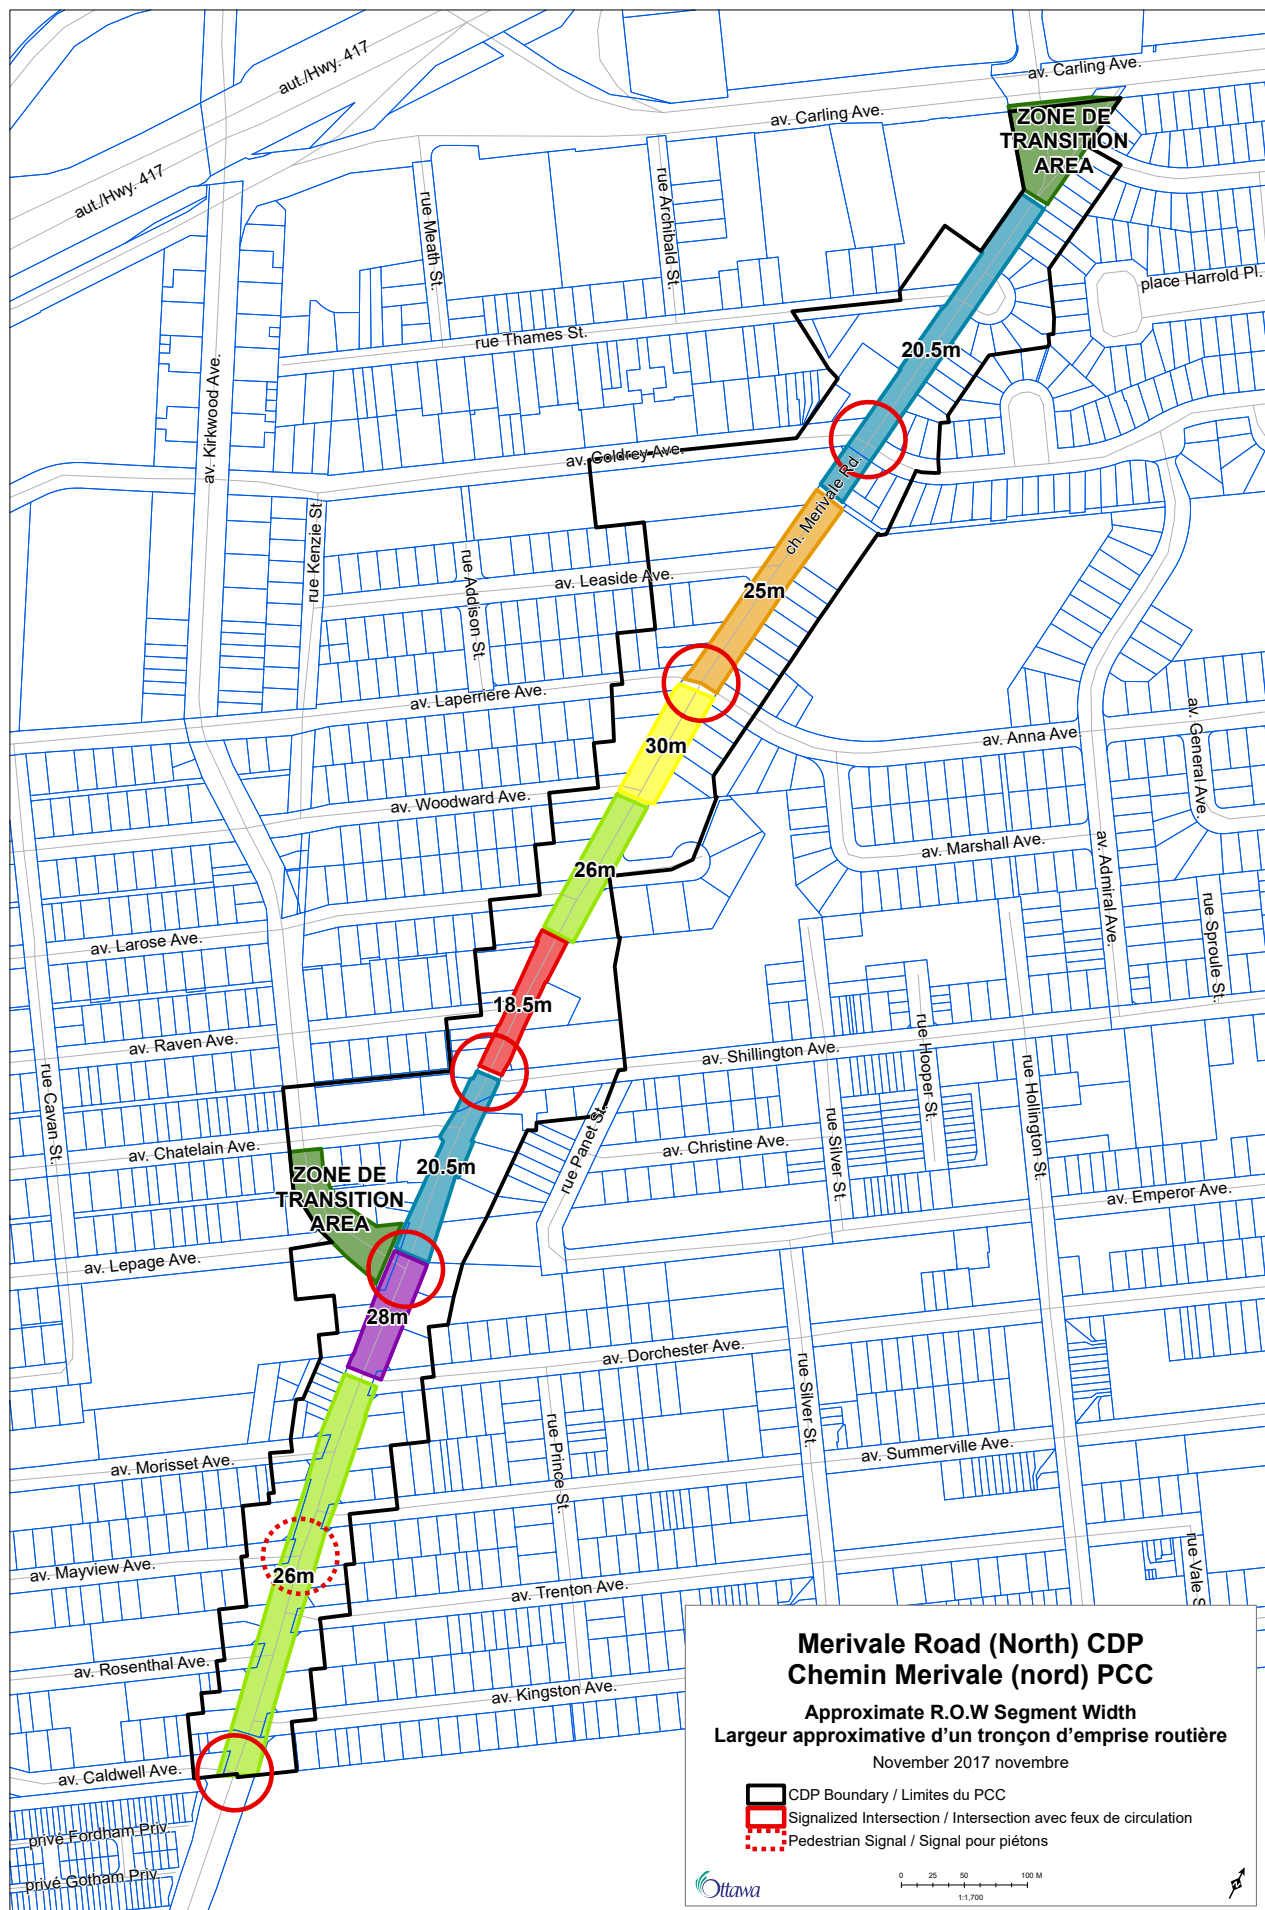 aut./Hwy. 417
av. Carling Ave.
av. Carling Ave.
ZONE DE
TRANSITION
AREA
aut./Hwy. 417
rue Meath St.
rue Archibald St.
place Harrold Pl.
rue Thames St.
20.5m
av. Kirkwood Ave.
av. Coldrey Ave.
ch. Merivale Rd.
rue Kenzie St.
rue Addison St.
av. Leaside Ave.
25m
av. Laperriere Ave.
av. General Ave.
av. Anna Ave.
30m
av. Woodward Ave.
av. Marshall Ave.
av. Admiral Ave.
26m
rue Sproule St.
av. Larose Ave.
18.5m
av. Raven Ave.
av. Shillington Ave.
rue Hooper St.
rue Cavan St.
rue Hollington St.
rue Panet St.
av. Christine Ave.
rue Silver St.
av. Chatelain Ave.
20.5m
ZONE DE
TRANSITION
AREA
av. Emperor Ave.
av. Lepage Ave.
28m
av. Dorchester Ave.
rue Silver St.
rue Prince St.
av. Summerville Ave.
av. Morisset Ave.
av. Mayview Ave.
26m
av. Trenton Ave.
rue Vale S
av. Rosenthal Ave.
av. Kingston Ave.
av. Caldwell Ave.
privé Fordham Priv.
privé Gotham Priv.
Merivale Road (North) CDP
Chemin Merivale (nord) PCC
Approximate R.O.W Segment Width
Largeur approximative d'un tronçon d'emprise routière
November 2017 novembre
CDP Boundary / Limites du PCC
Signalized Intersection / Intersection avec feux de circulation
Pedestrian Signal / Signal pour piétons
Ottawa
0 25 50 100 M
1:1,700
N